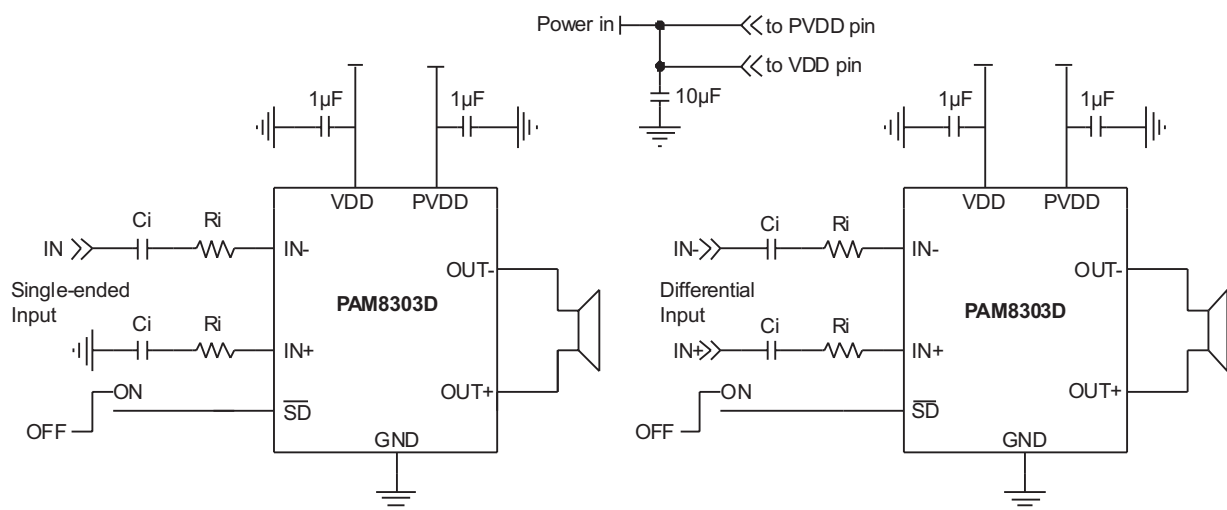 Power in
to PVDD pin
to VDD pin
10µF
1µF
1µF
VDD
PVDD
Ci
Ri
IN
IN-
OUT-
Single-ended
Input
PAM8303D
Ci
Ri
IN+
OUT+
ON
OFF
SD
GND
1µF
1µF
VDD
PVDD
Ci
Ri
IN-
IN-
OUT-
Differential
Input
PAM8303D
Ci
Ri
IN+
IN+
OUT+
ON
OFF
SD
GND